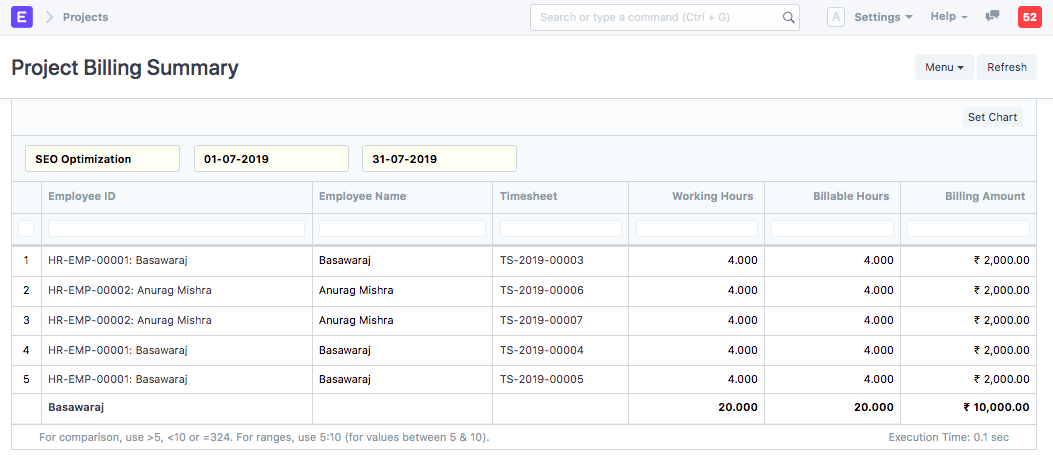 E Projects Search or type a command (Ctrl + G) A Settings Help 52
Project Billing Summary Menu Refresh
Set Chart
SEO Optimization 01-07-2019 31-07-2019
Employee ID Employee Name Timesheet Working Hours Billable Hours Billing Amount
1 HR-EMP-00001: Basawaraj Basawaraj TS-2019-00003 4.000 4.000 ₹ 2,000.00
2 HR-EMP-00002: Anurag Mishra Anurag Mishra TS-2019-00006 4.000 4.000 ₹ 2,000.00
3 HR-EMP-00002: Anurag Mishra Anurag Mishra TS-2019-00007 4.000 4.000 ₹ 2,000.00
4 HR-EMP-00001: Basawaraj Basawaraj TS-2019-00004 4.000 4.000 ₹ 2,000.00
5 HR-EMP-00001: Basawaraj Basawaraj TS-2019-00005 4.000 4.000 ₹ 2,000.00
Basawaraj 20.000 20.000 ₹ 10,000.00
For comparison, use >5, <10 or =324. For ranges, use 5:10 (for values between 5 & 10). Execution Time: 0.1 sec